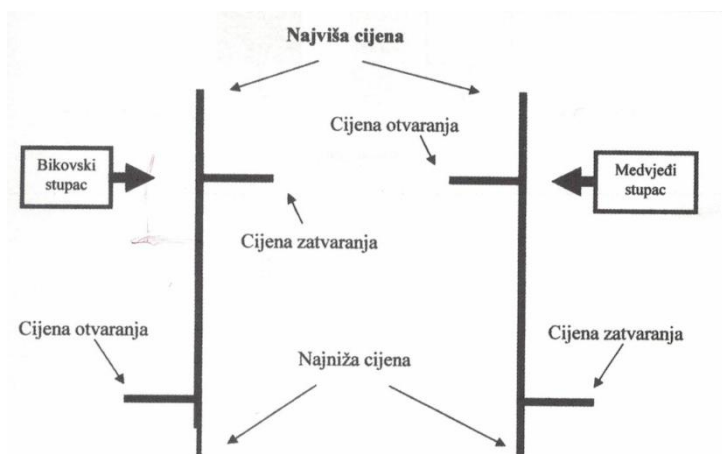 Najviša cijena
Cijena otvaranja
Bikovski
stupac
Medvjeđi
stupac
Cijena zatvaranja
Cijena otvaranja
Cijena zatvaranja
Najniža cijena